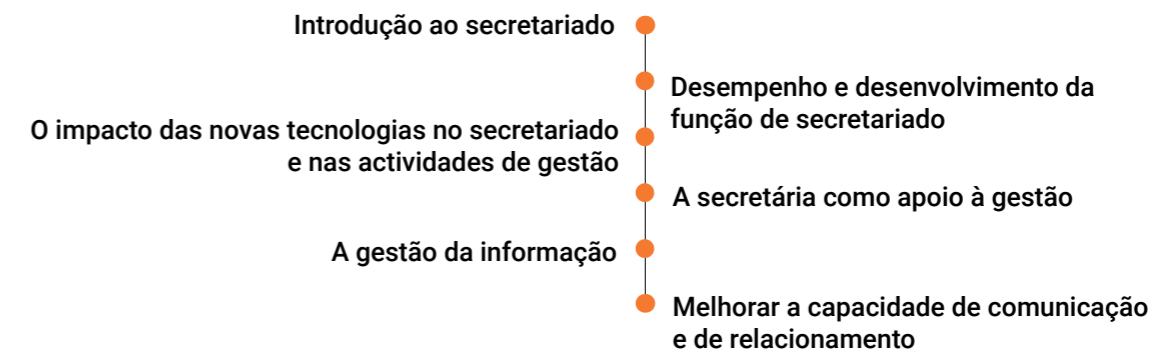 Introdução ao secretariado
Desempenho e desenvolvimento da
função de secretariado
O impacto das novas tecnologias no secretariado
e nas actividades de gestão
A secretária como apoio à gestão
A gestão da informação
Melhorar a capacidade de comunicação
e de relacionamento